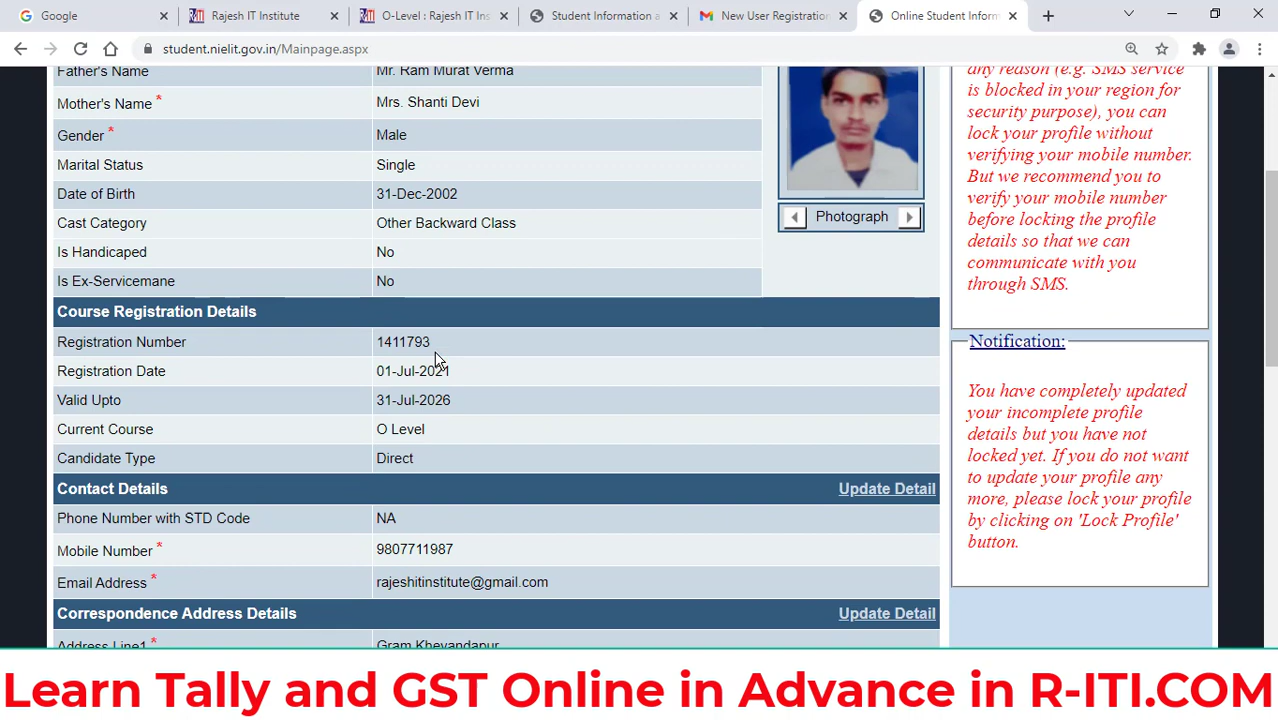 Google
Rajesh IT Institute
O-Level : Rajesh IT Ins
Student Information a
New User Registration
Online Student Inform
student.nielit.gov.in/Mainpage.aspx
Father's Name Mr. Ram Murat Verma
Mother's Name * Mrs. Shanti Devi
Gender * Male
Marital Status Single
Date of Birth 31-Dec-2002
Cast Category Other Backward Class
Is Handicaped No
Is Ex-Servicemane No
Photograph
Course Registration Details
Registration Number 1411793
Registration Date 01-Jul-2021
Valid Upto 31-Jul-2026
Current Course O Level
Candidate Type Direct
Contact Details Update Detail
Phone Number with STD Code NA
Mobile Number * 9807711987
Email Address * rajeshitinstitute@gmail.com
Correspondence Address Details Update Detail
Address Line1 * Gram Khevandapur
any reason (e.g. SMS service
is blocked in your region for
security purpose), you can
lock your profile without
verifying your mobile number.
But we recommend you to
verify your mobile number
before locking the profile
details so that we can
communicate with you
through SMS.
Notification:
You have completely updated
your incomplete profile
details but you have not
locked yet. If you do not want
to update your profile any
more, please lock your profile
by clicking on 'Lock Profile'
button.
Learn Tally and GST Online in Advance in R-ITI.COM